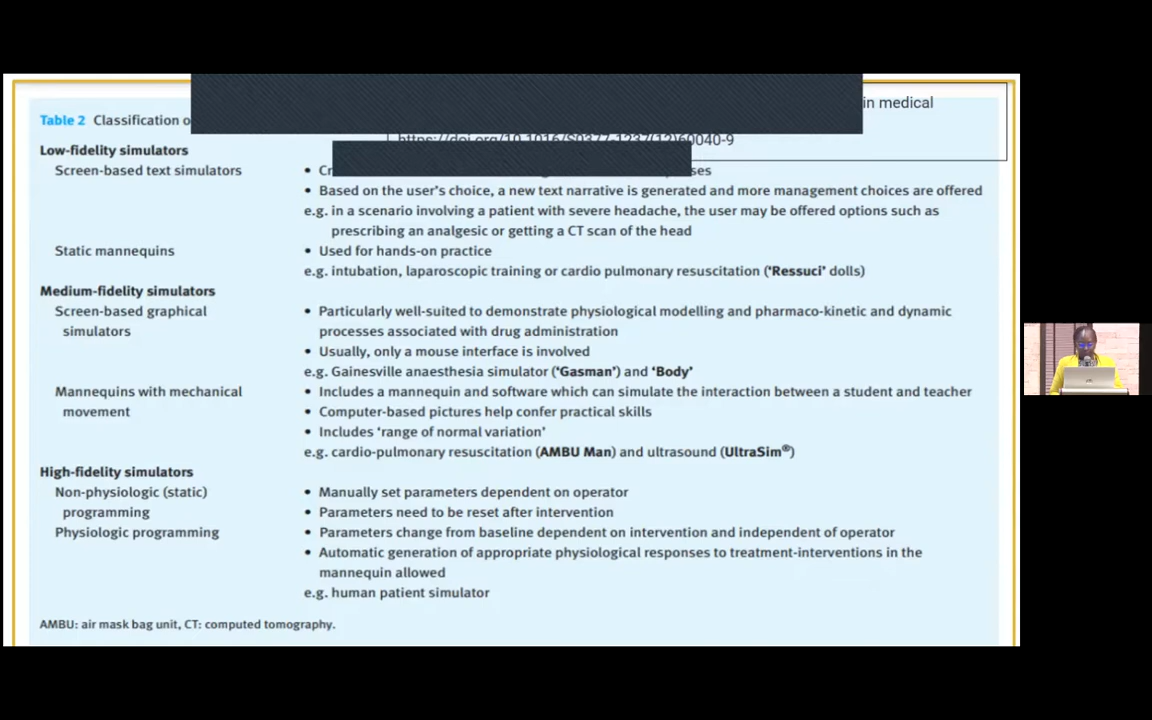 in medical
Table 2 Classification o
https://doi.org/10.1016/S0377-1237(12)60040-9
Low-fidelity simulators
Screen-based text simulators
• Based on the user's choice, a new text narrative is generated and more management choices are offered
e.g. in a scenario involving a patient with severe headache, the user may be offered options such as
prescribing an analgesic or getting a CT scan of the head
Static mannequins • Used for hands-on practice
e.g. intubation, laparoscopic training or cardio pulmonary resuscitation ('Ressuci' dolls)
Medium-fidelity simulators
Screen-based graphical • Particularly well-suited to demonstrate physiological modelling and pharmaco-kinetic and dynamic
simulators processes associated with drug administration
• Usually, only a mouse interface is involved
e.g. Gainesville anaesthesia simulator ('Gasman') and 'Body'
Mannequins with mechanical • Includes a mannequin and software which can simulate the interaction between a student and teacher
movement • Computer-based pictures help confer practical skills
• Includes 'range of normal variation'
e.g. cardio-pulmonary resuscitation (AMBU Man) and ultrasound (UltraSim®)
High-fidelity simulators
Non-physiologic (static) • Manually set parameters dependent on operator
programming • Parameters need to be reset after intervention
Physiologic programming • Parameters change from baseline dependent on intervention and independent of operator
• Automatic generation of appropriate physiological responses to treatment-interventions in the
mannequin allowed
e.g. human patient simulator
AMBU: air mask bag unit, CT: computed tomography.